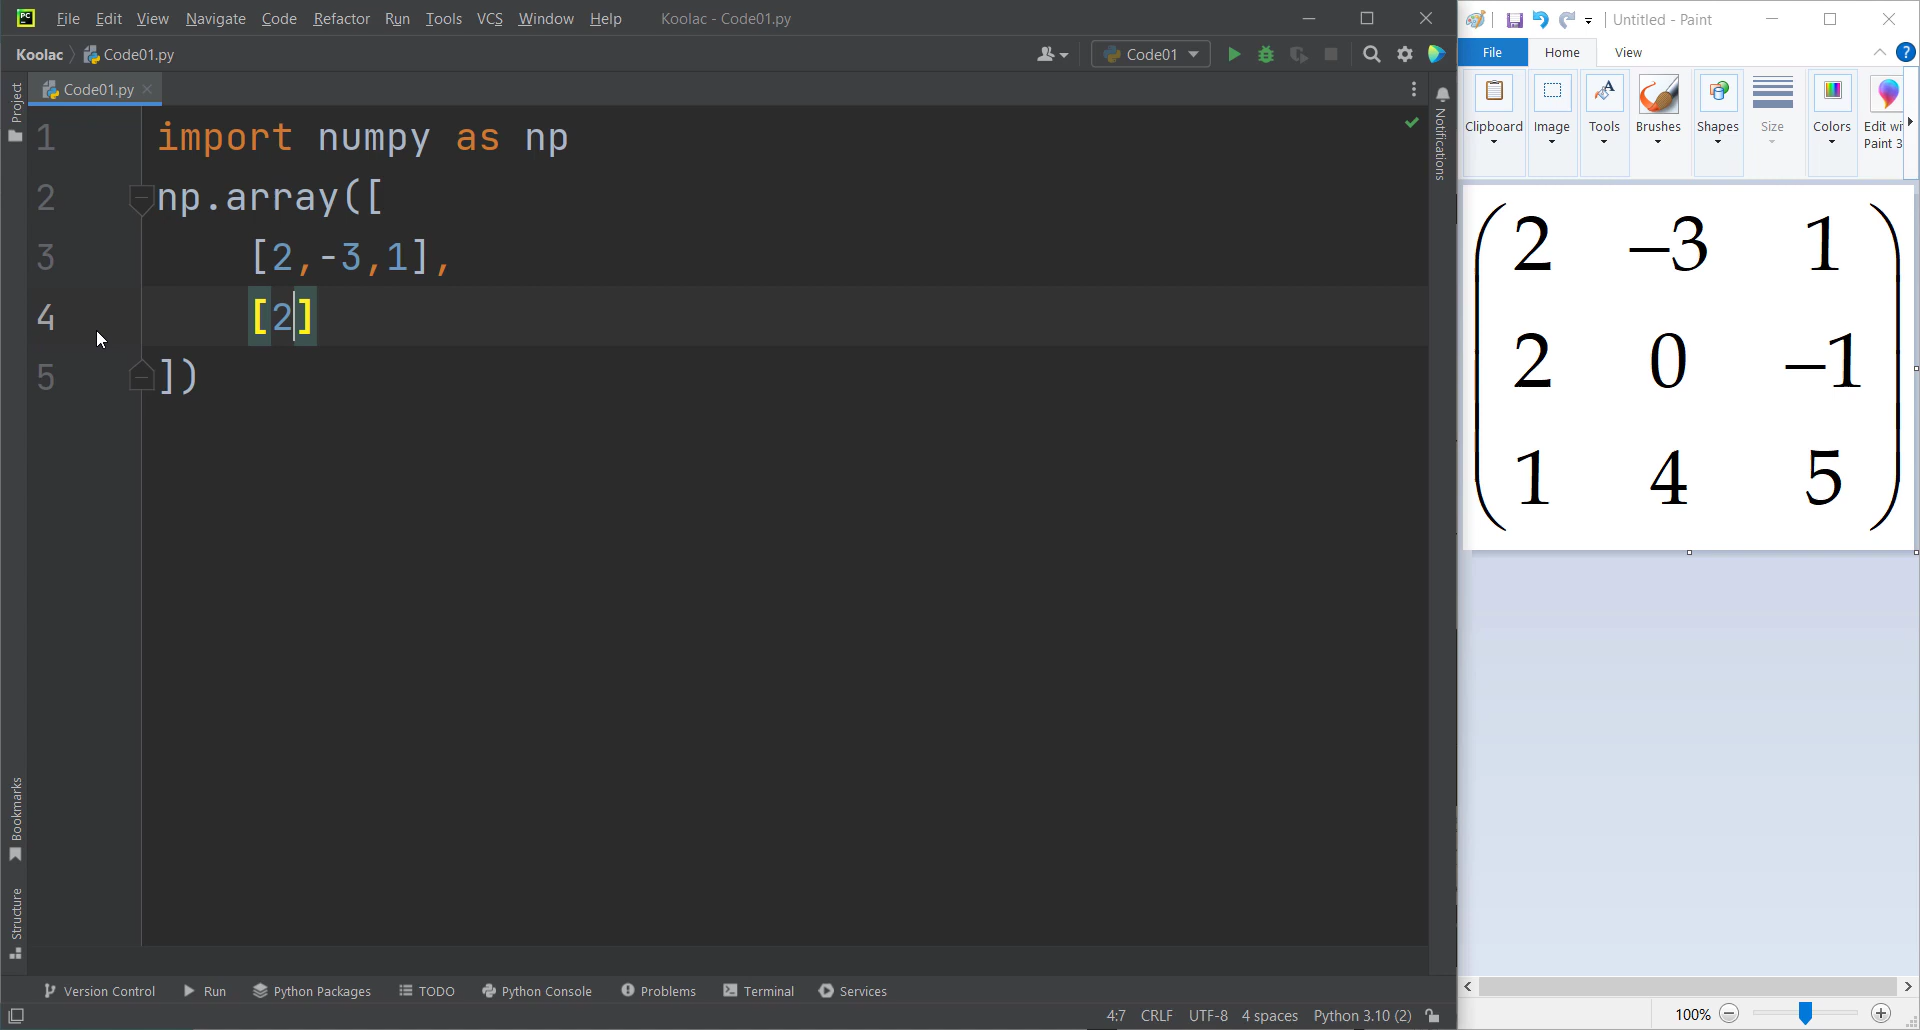 PC File Edit View Navigate Code Refactor Run Tools VCS Window Help Koolac - Code01.py
Koolac Code01.py Code01
Project
Code01.py
Notifications
1 import numpy as np
2 np.array([
3 [2,-3,1],
4 [2]
5 ])
Bookmarks
Structure
Version Control Run Python Packages TODO Python Console Problems Terminal Services
4:7 CRLF UTF-8 4 spaces Python 3.10 (2)
Untitled - Paint
File Home View ?
Clipboard Image Tools Brushes Shapes Size Colors Edit wi
Paint 3
2 −3 1
2 0 −1
1 4 5
100%